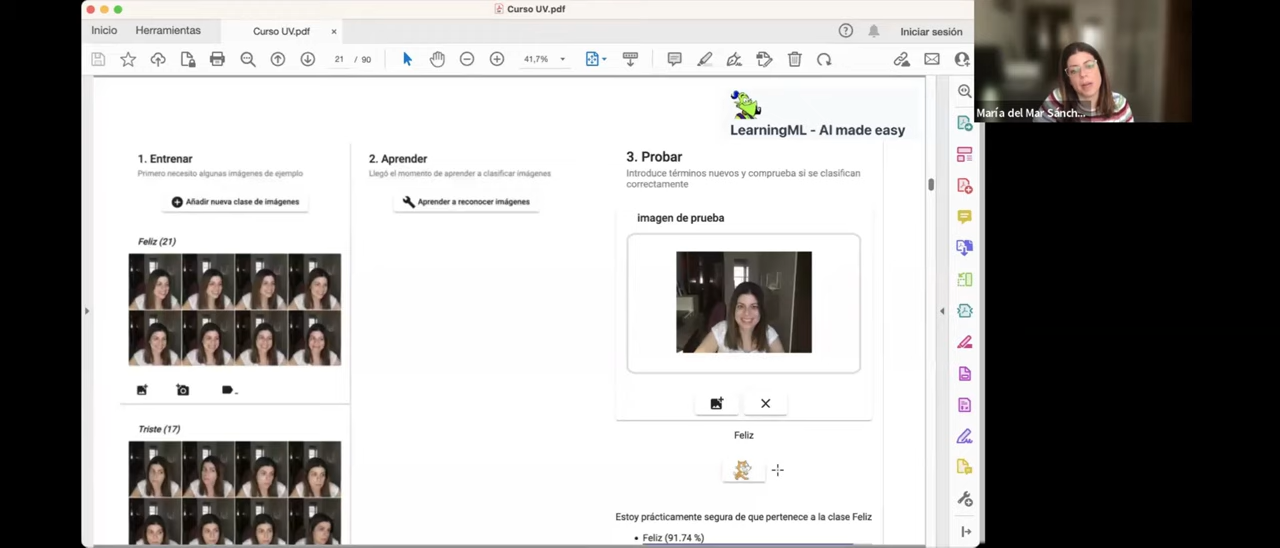 Curso UV.pdf
Inicio Herramientas Curso UV.pdf × Iniciar sesión
21 / 90 41,7%
María del Mar Sánch...
LearningML - AI made easy
1. Entrenar
Primero necesito algunas imágenes de ejemplo
Añadir nueva clase de imágenes
2. Aprender
Llegó el momento de aprender a clasificar imágenes
Aprender a reconocer imágenes
3. Probar
Introduce términos nuevos y comprueba si se clasifican
correctamente
imagen de prueba
Feliz (21)
Triste (17)
Feliz
Estoy prácticamente segura de que pertenece a la clase Feliz
• Feliz (91.74 %)